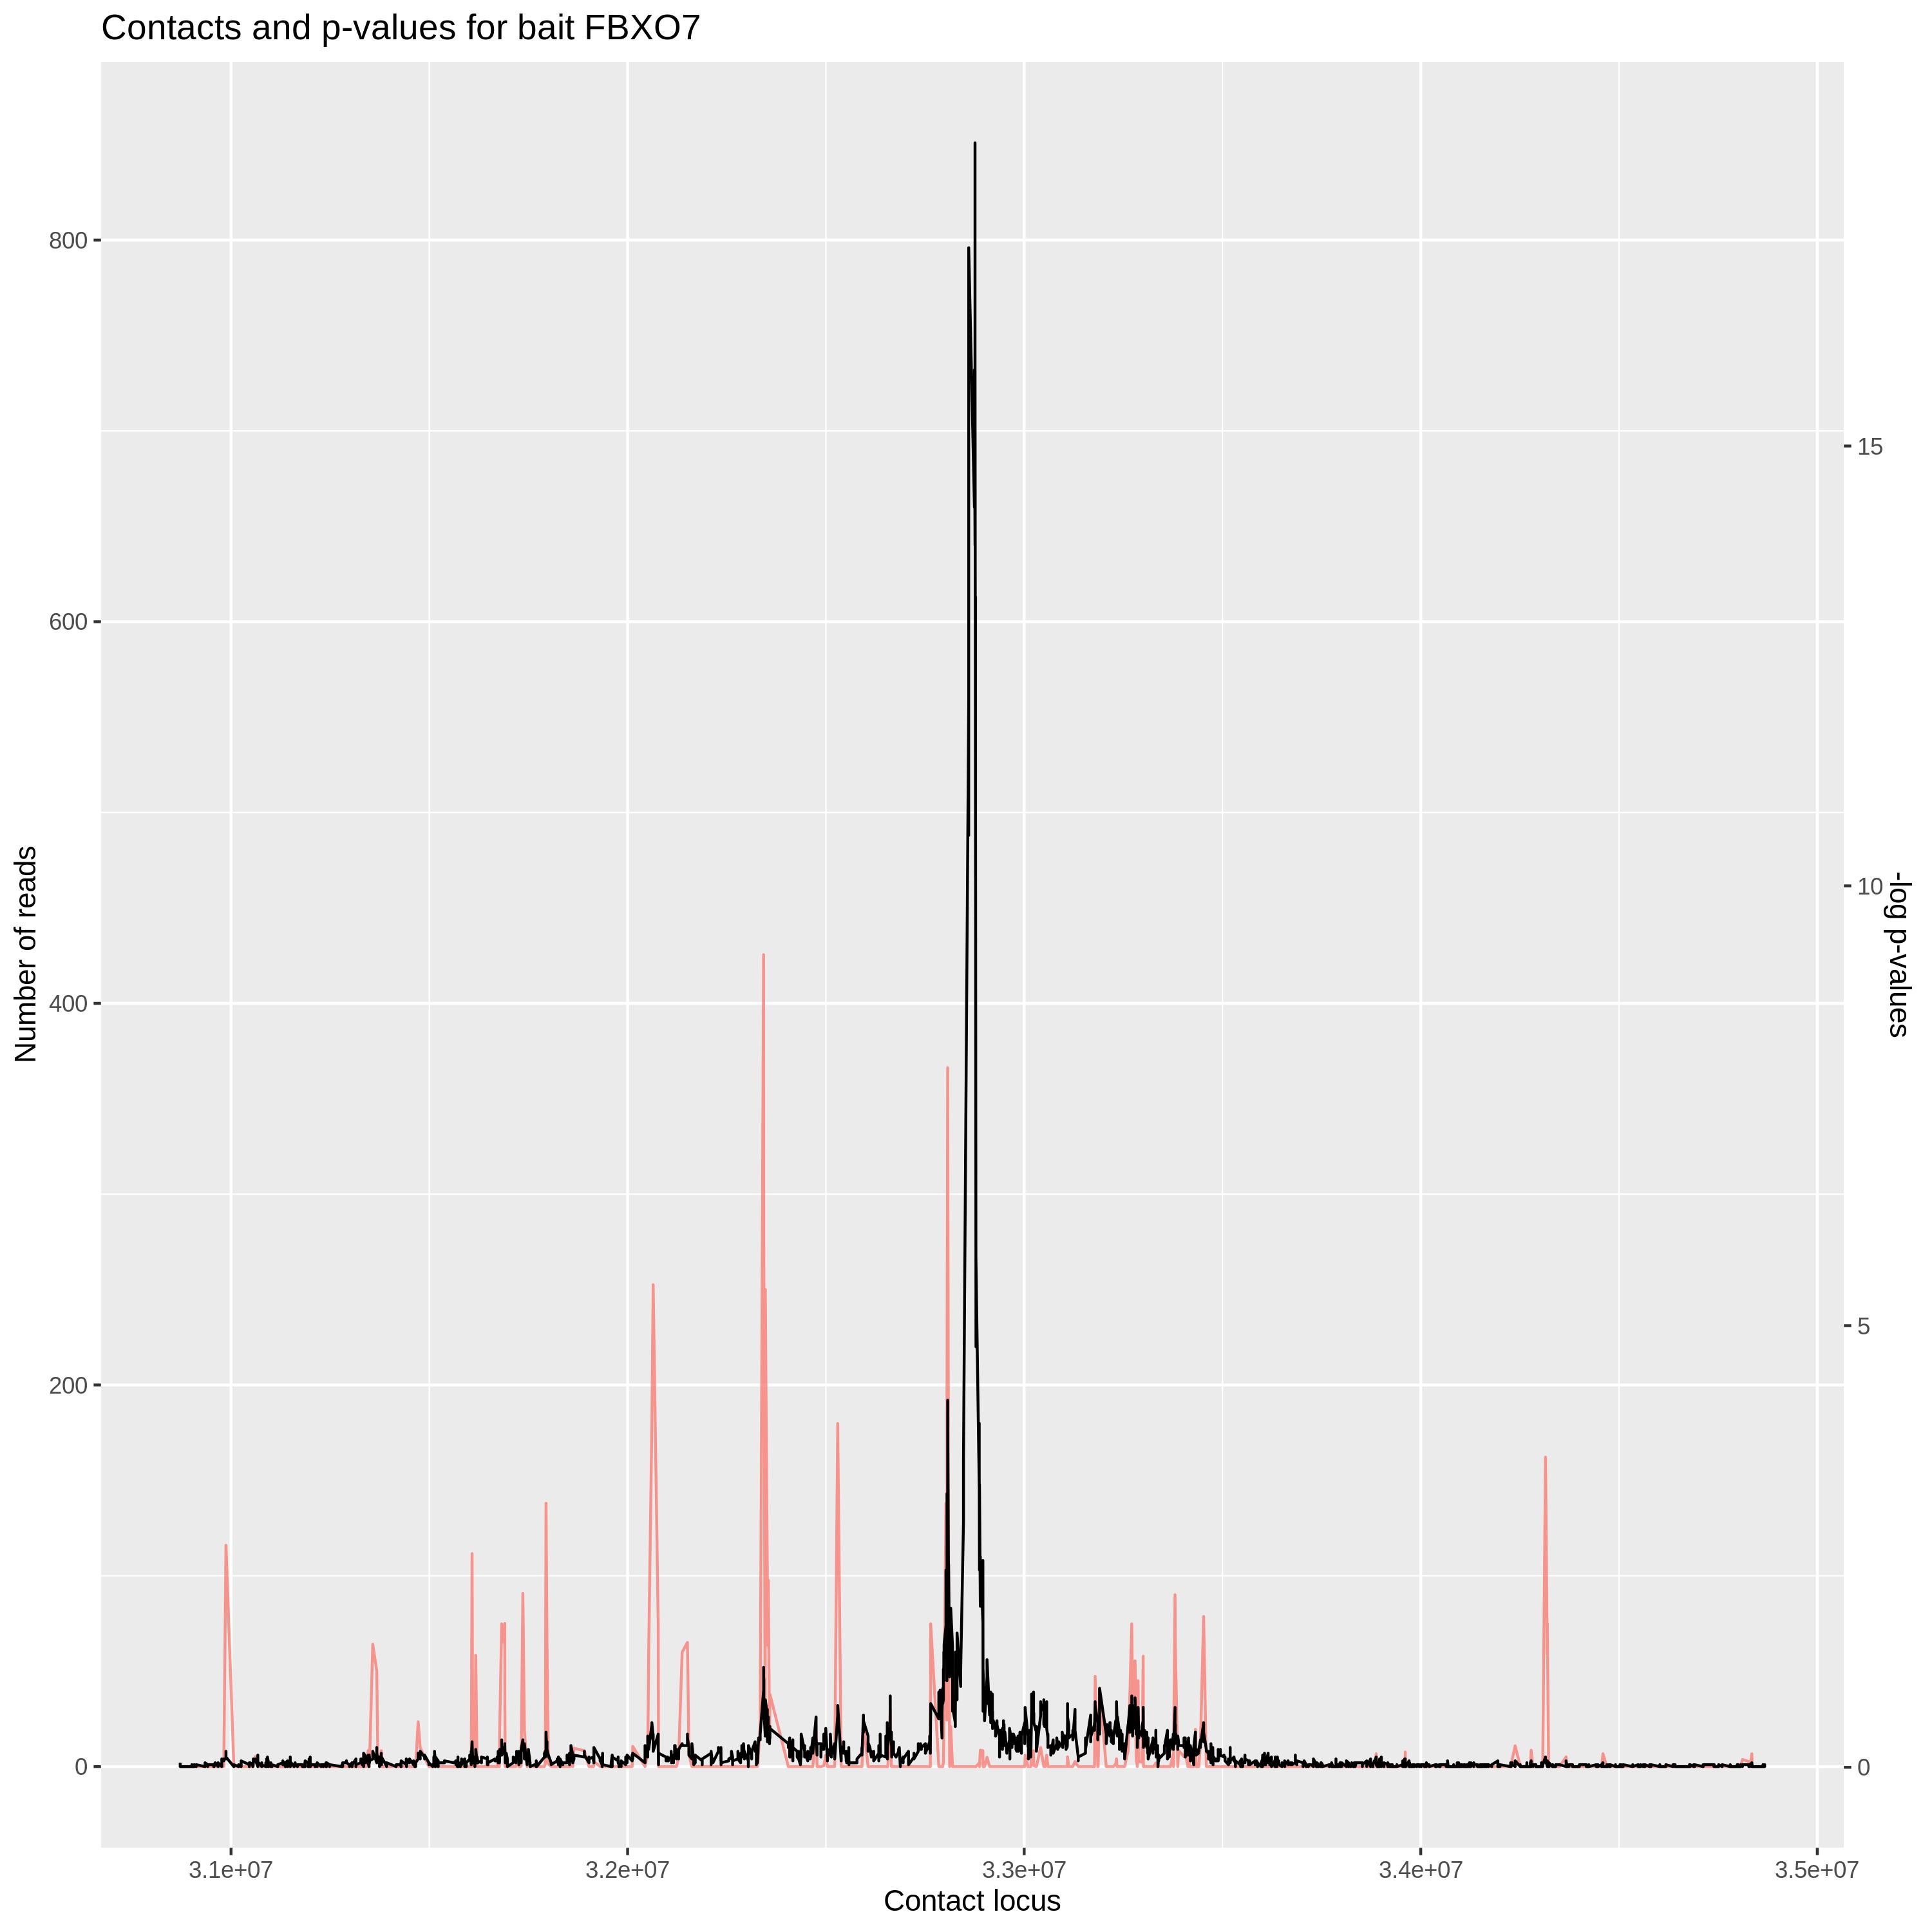 Contacts and p-values for bait FBXO7
800
600
400
200
0
Number of reads
15
10
5
0
-log p-values
3.1e+07
3.2e+07
3.3e+07
3.4e+07
3.5e+07
Contact locus